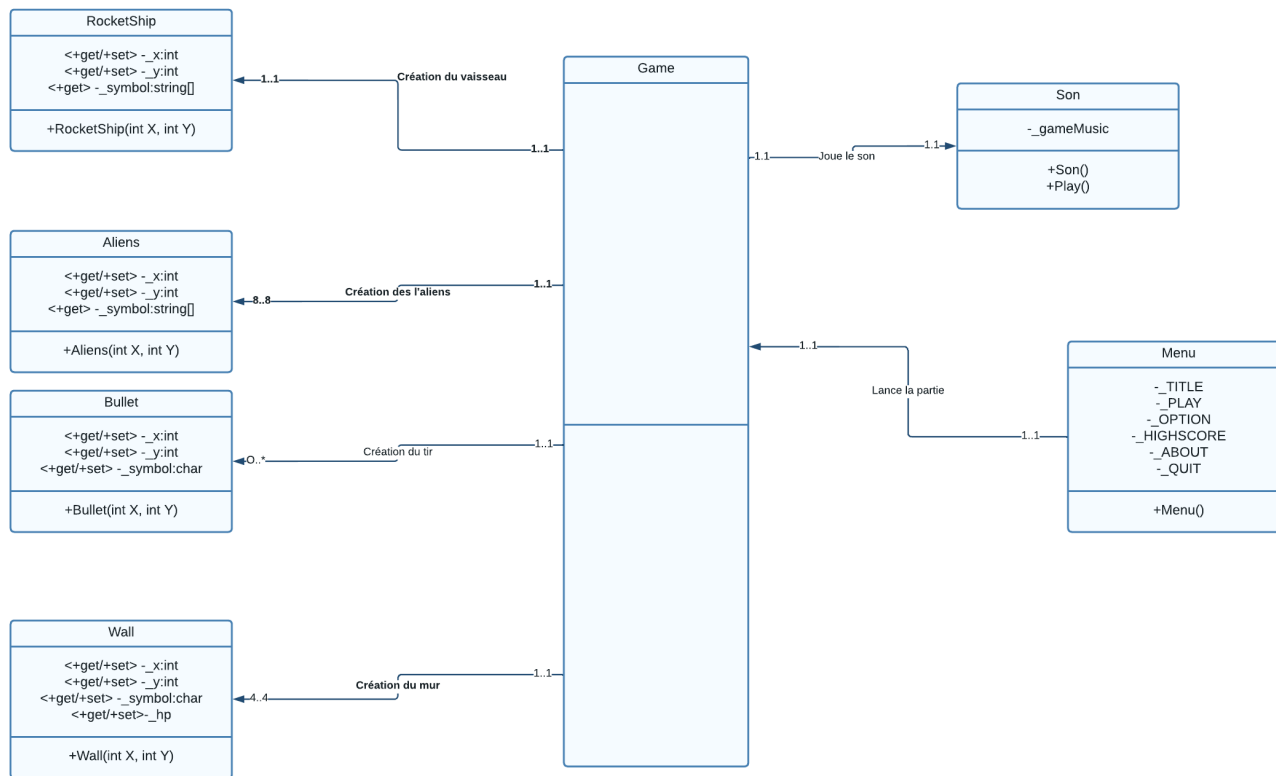 RocketShip
<+get/+set> -_x:int
<+get/+set> -_y:int
<+get> -_symbol:string[]
+RocketShip(int X, int Y)
1..1
Création du vaisseau
1..1
Aliens
<+get/+set> -_x:int
<+get/+set> -_y:int
<+get> -_symbol:string[]
+Aliens(int X, int Y)
8..8
Création des l'aliens
1..1
Bullet
<+get/+set> -_x:int
<+get/+set> -_y:int
<+get/+set> -_symbol:char
+Bullet(int X, int Y)
O..*
Création du tir
1..1
Wall
<+get/+set> -_x:int
<+get/+set> -_y:int
<+get/+set> -_symbol:char
<+get/+set>-_hp
+Wall(int X, int Y)
4..4
Création du mur
1..1
Game
1.1
Joue le son
1.1
Son
-_gameMusic
+Son()
+Play()
1..1
Lance la partie
1..1
Menu
-_TITLE
-_PLAY
-_OPTION
-_HIGHSCORE
-_ABOUT
-_QUIT
+Menu()